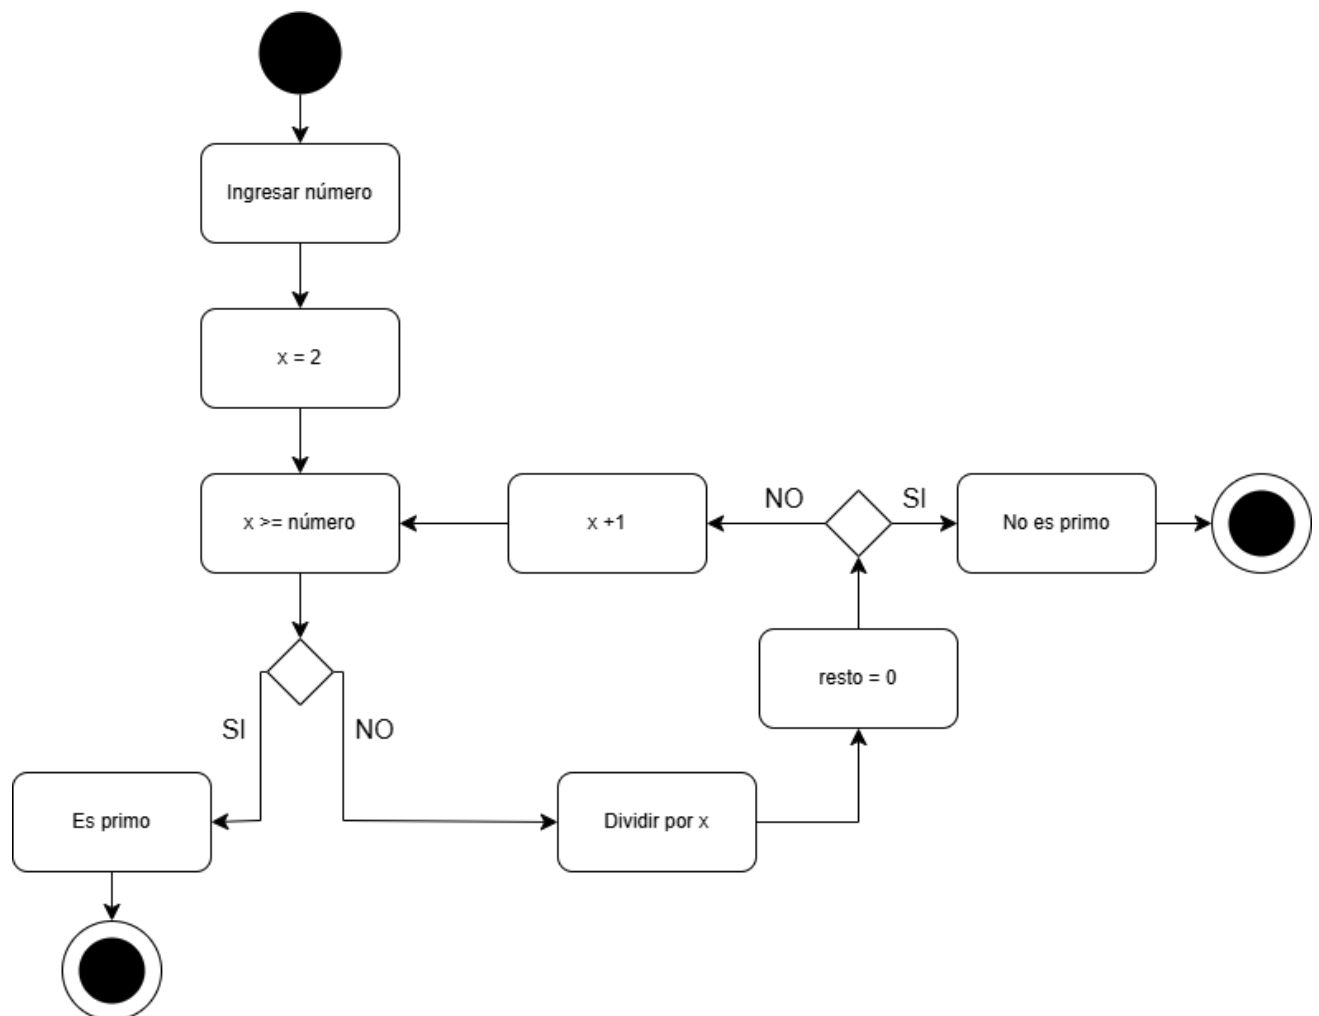 Ingresar número
x = 2
x >= número
x +1
NO
SI
No es primo
resto = 0
SI
NO
Es primo
Dividir por x